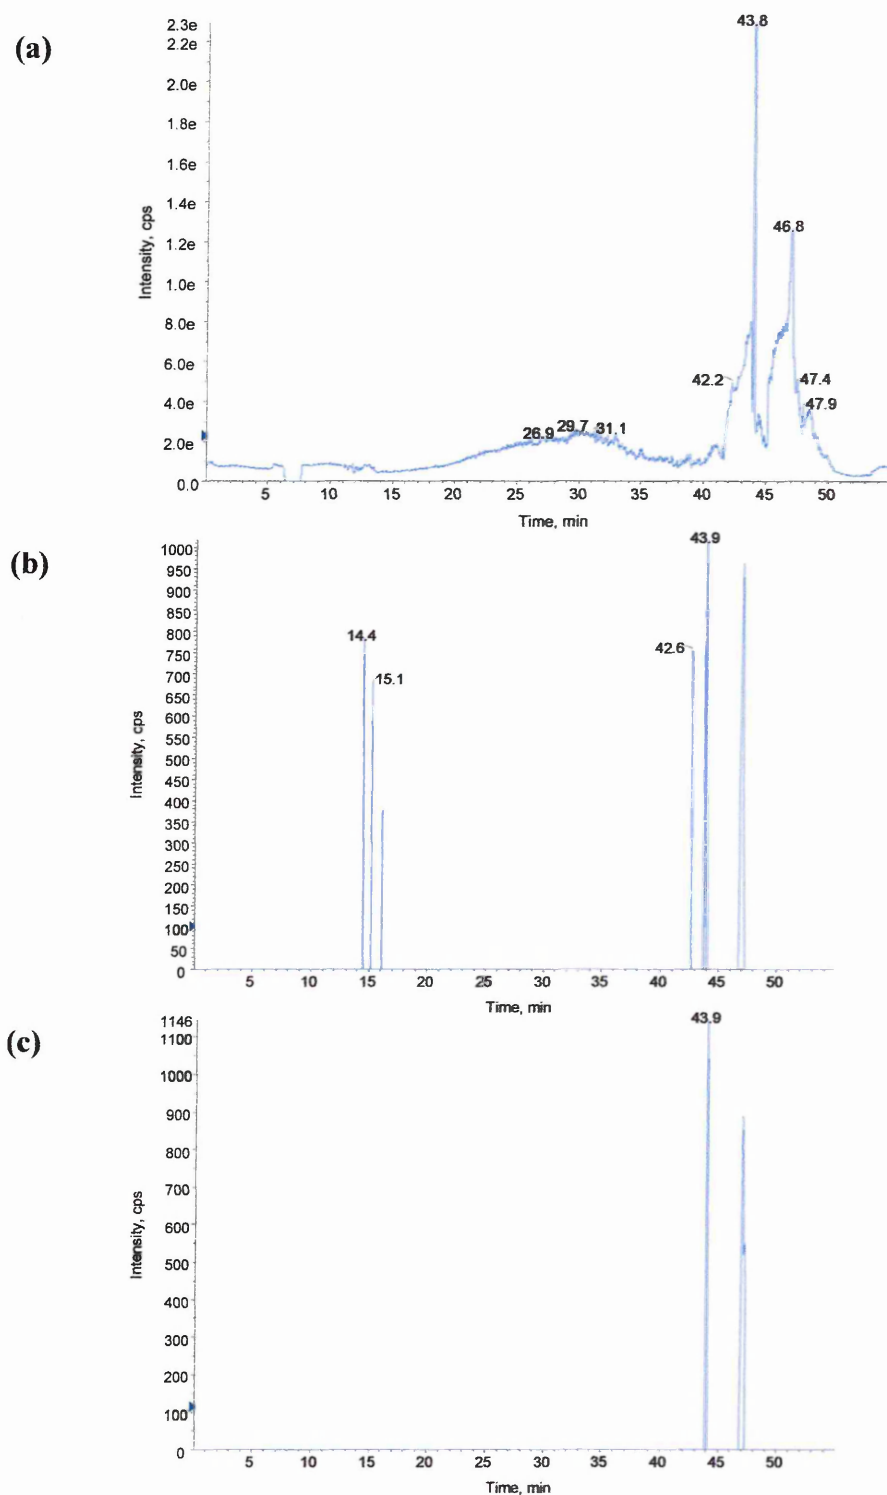 (a)
2.3e
2.2e
2.0e
1.8e
1.6e
1.4e
1.2e
1.0e
8.0e
6.0e
4.0e
2.0e
0.0
Intensity, cps
43.8
46.8
42.2
47.4
47.9
26.9
29.7
31.1
5 10 15 20 25 30 35 40 45 50
Time, min
(b)
1000
950
900
850
800
750
700
650
600
550
500
450
400
350
300
250
200
150
100
50
0
Intensity, cps
43.9
14.4
42.6
15.1
5 10 15 20 25 30 35 40 45 50
Time, min
(c)
1146
1100
1000
900
800
700
600
500
400
300
200
100
0
Intensity, cps
43.9
5 10 15 20 25 30 35 40 45 50
Time, min